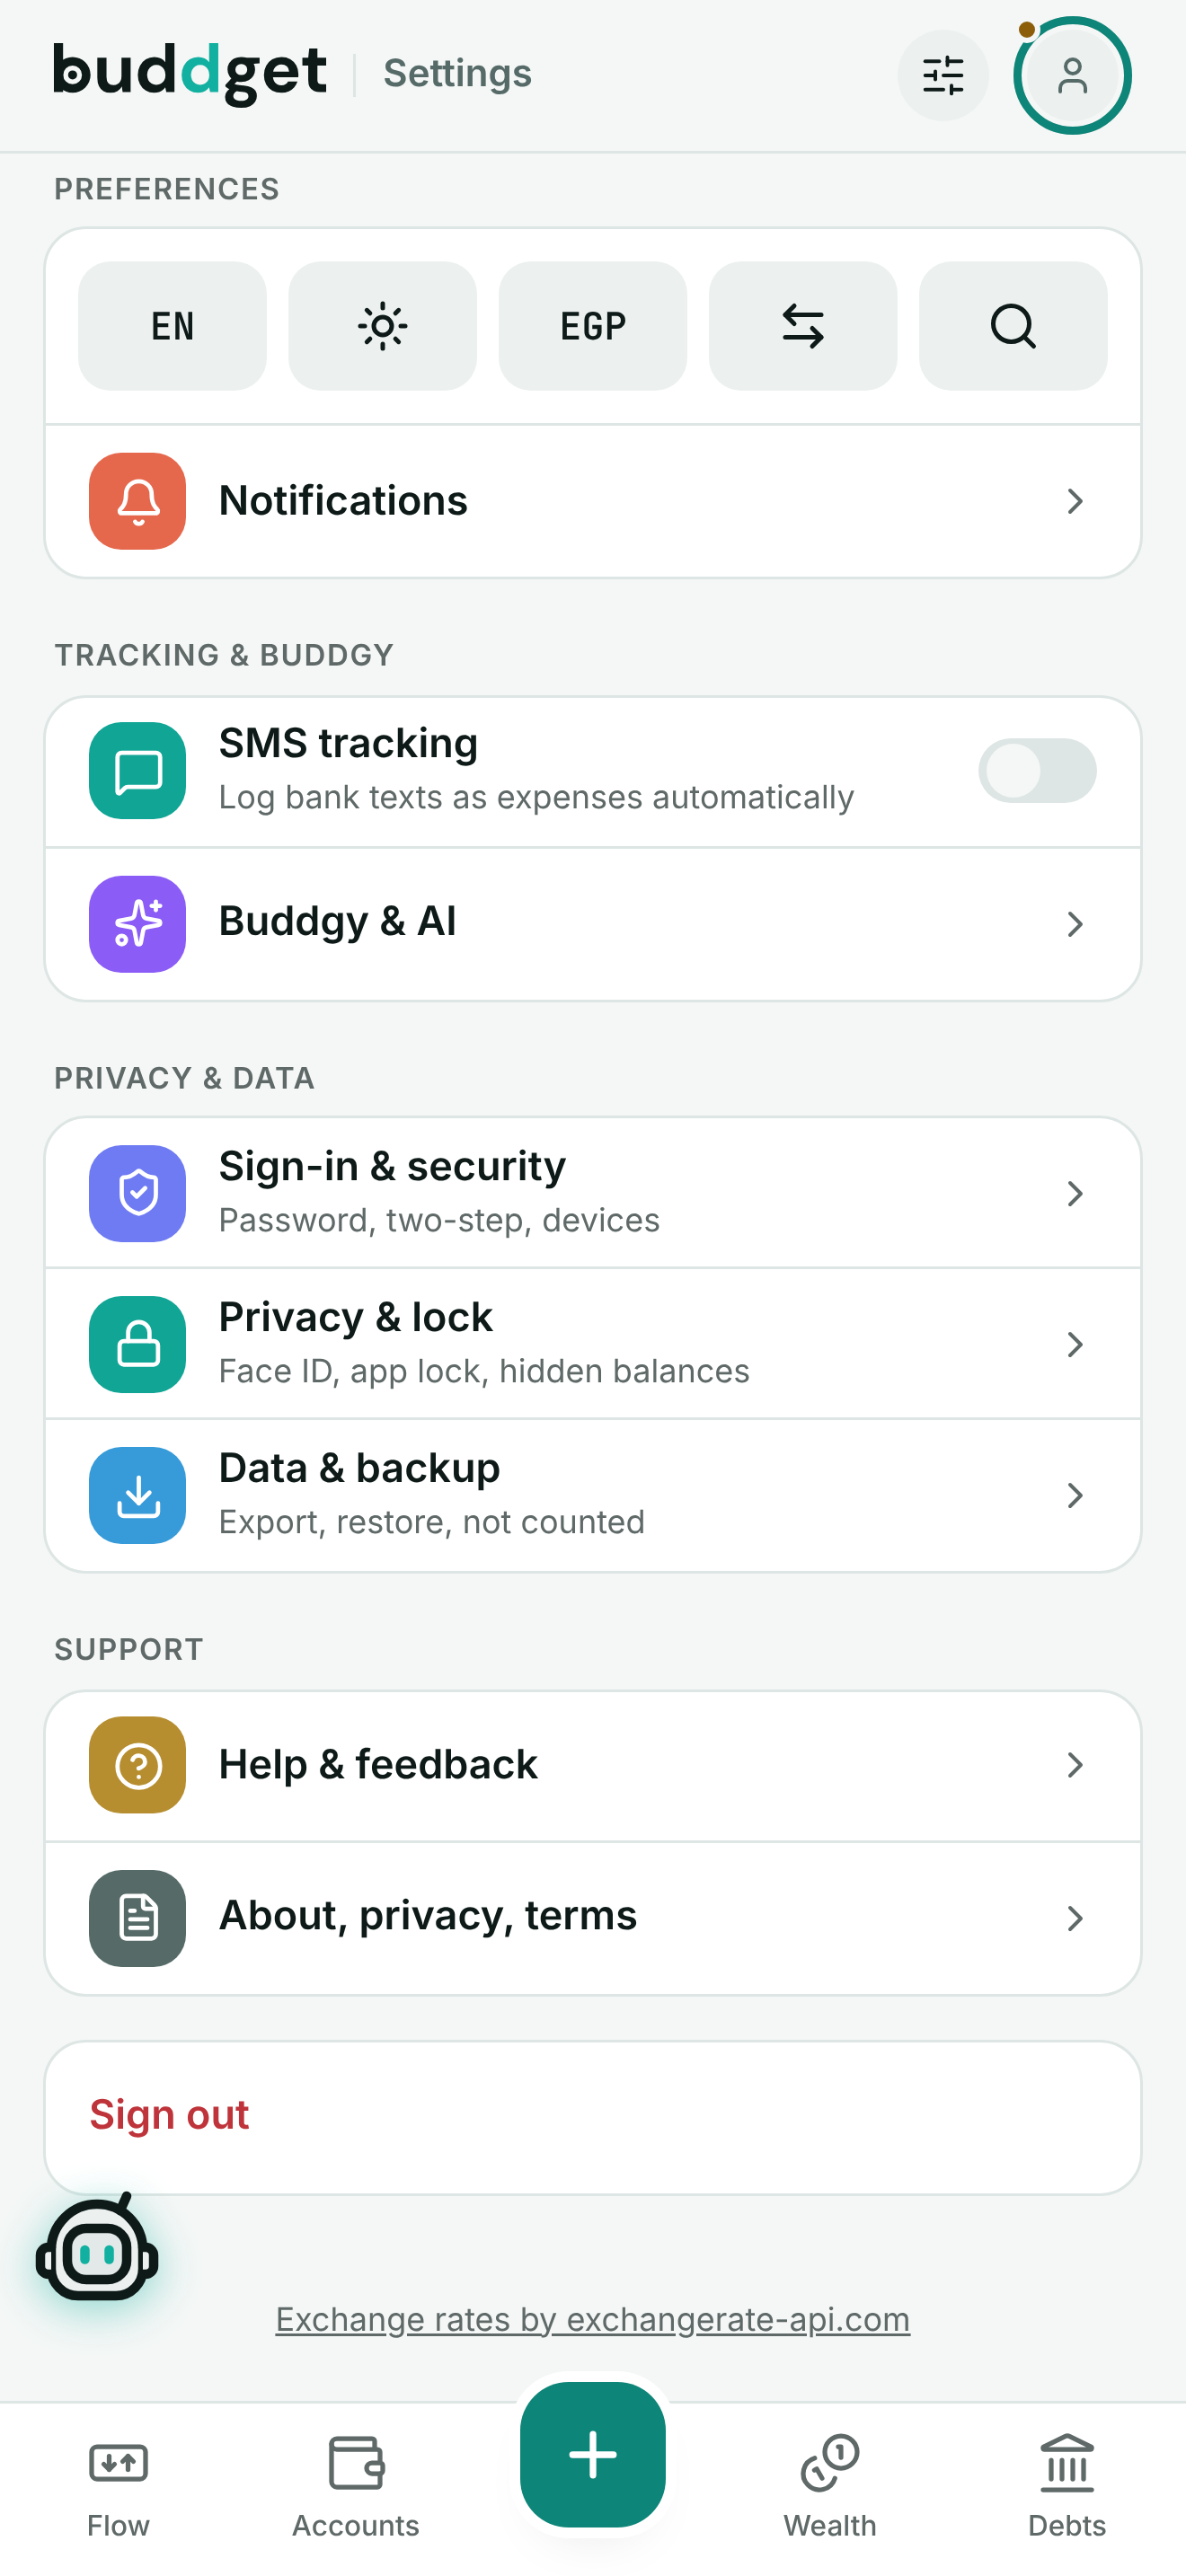 buddget
Settings
PREFERENCES
EN
EGP
Notifications
TRACKING & BUDDGY
SMS tracking
Log bank texts as expenses automatically
Buddgy & AI
PRIVACY & DATA
Sign-in & security
Password, two-step, devices
Privacy & lock
Face ID, app lock, hidden balances
Data & backup
Export, restore, not counted
SUPPORT
Help & feedback
About, privacy, terms
Sign out
Exchange rates by exchangerate-api.com
Flow
Accounts
Wealth
Debts